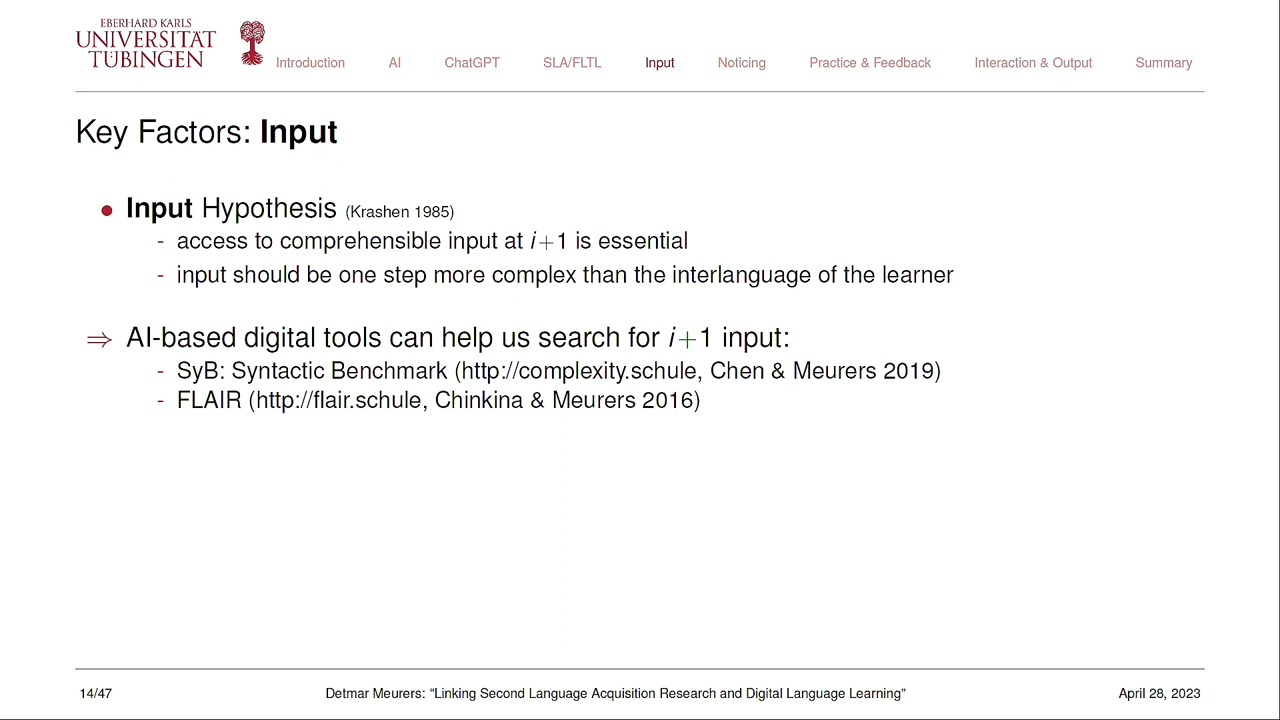 EBERHARD KARLS
UNIVERSITÄT
TÜBINGEN
Introduction AI ChatGPT SLA/FLTL Input Noticing Practice & Feedback Interaction & Output Summary
Key Factors: Input
• Input Hypothesis (Krashen 1985)
- access to comprehensible input at i+1 is essential
- input should be one step more complex than the interlanguage of the learner
⇒ AI-based digital tools can help us search for i+1 input:
- SyB: Syntactic Benchmark (http://complexity.schule, Chen & Meurers 2019)
- FLAIR (http://flair.schule, Chinkina & Meurers 2016)
14/47 Detmar Meurers: “Linking Second Language Acquisition Research and Digital Language Learning” April 28, 2023